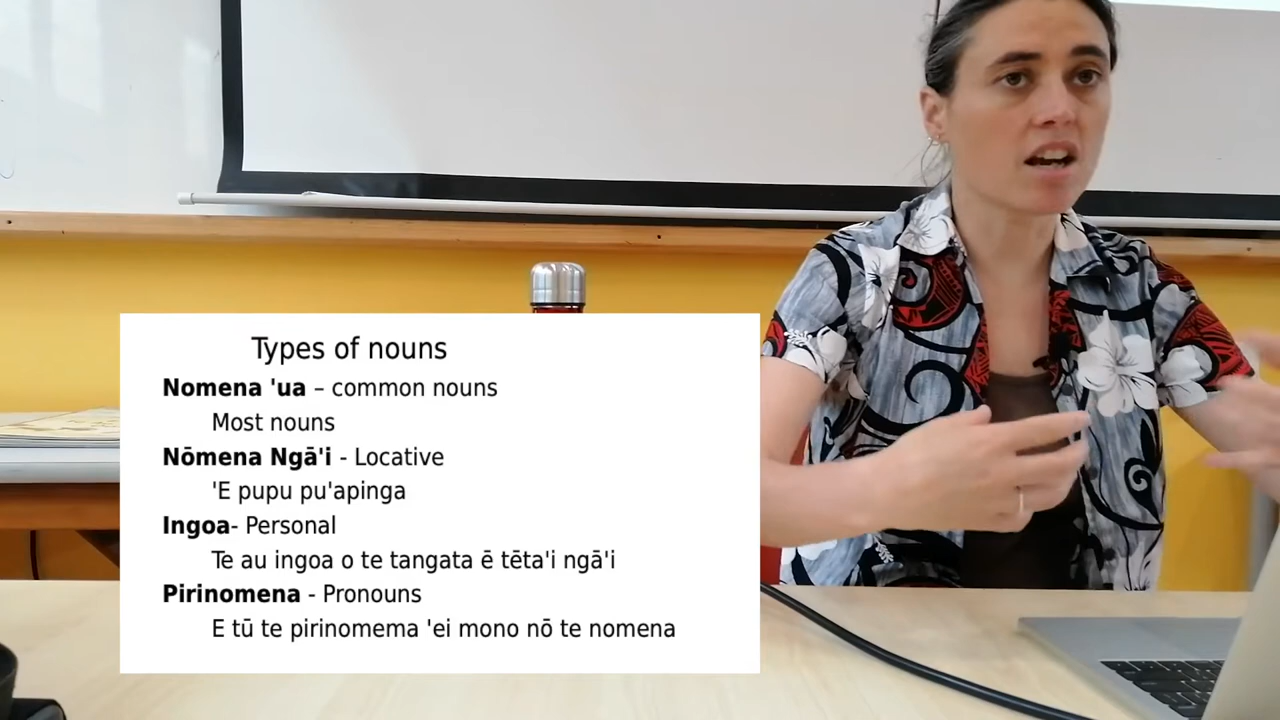 Types of nouns
Nomena 'ua – common nouns
Most nouns
Nōmena Ngā'i - Locative
'E pupu pu'apinga
Ingoa- Personal
Te au ingoa o te tangata ē tēta'i ngā'i
Pirinomena - Pronouns
E tū te pirinomema 'ei mono nō te nomena